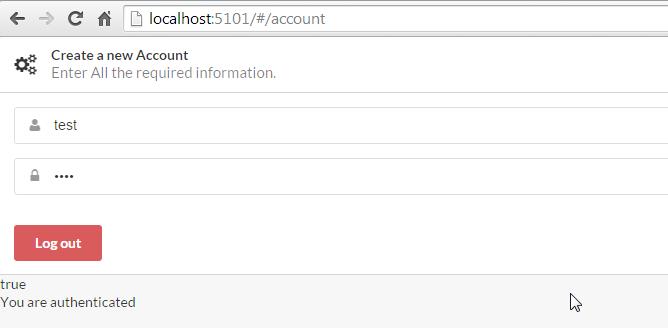 localhost:5101/#/account
Create a new Account
Enter All the required information.
test
••••
Log out
true
You are authenticated